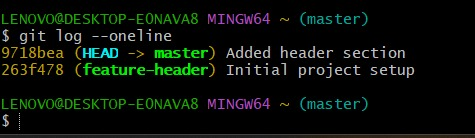 LENOVO@DESKTOP-E0NAVA8 MINGW64 ~ (master)
$ git log --oneline
9718bea (HEAD -> master) Added header section
263f478 (feature-header) Initial project setup
LENOVO@DESKTOP-E0NAVA8 MINGW64 ~ (master)
$